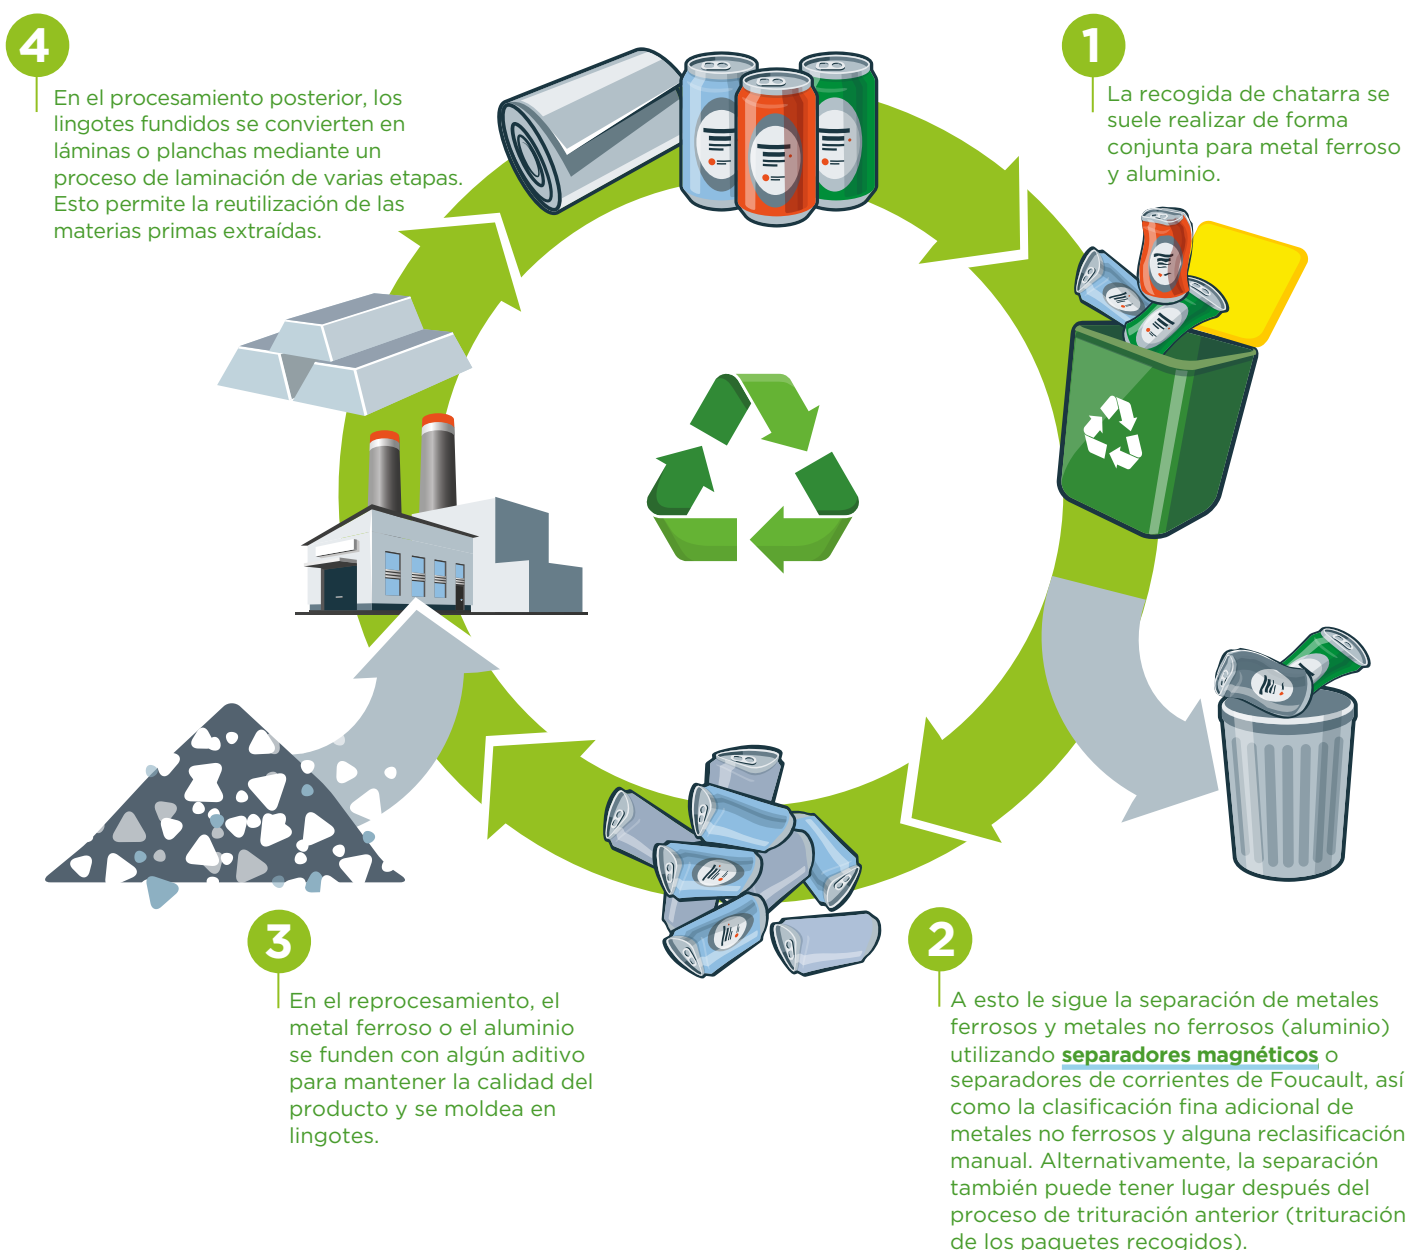 1
La recogida de chatarra se
suele realizar de forma
conjunta para metal ferroso
y aluminio.
2
A esto le sigue la separación de metales
ferrosos y metales no ferrosos (aluminio)
utilizando separadores magnéticos o
separadores de corrientes de Foucault, así
como la clasificación fina adicional de
metales no ferrosos y alguna reclasificación
manual. Alternativamente, la separación
también puede tener lugar después del
proceso de trituración anterior (trituración
de los paquetes recogidos).
3
En el reprocesamiento, el
metal ferroso o el aluminio
se funden con algún aditivo
para mantener la calidad del
producto y se moldea en
lingotes.
4
En el procesamiento posterior, los
lingotes fundidos se convierten en
láminas o planchas mediante un
proceso de laminación de varias etapas.
Esto permite la reutilización de las
materias primas extraídas.